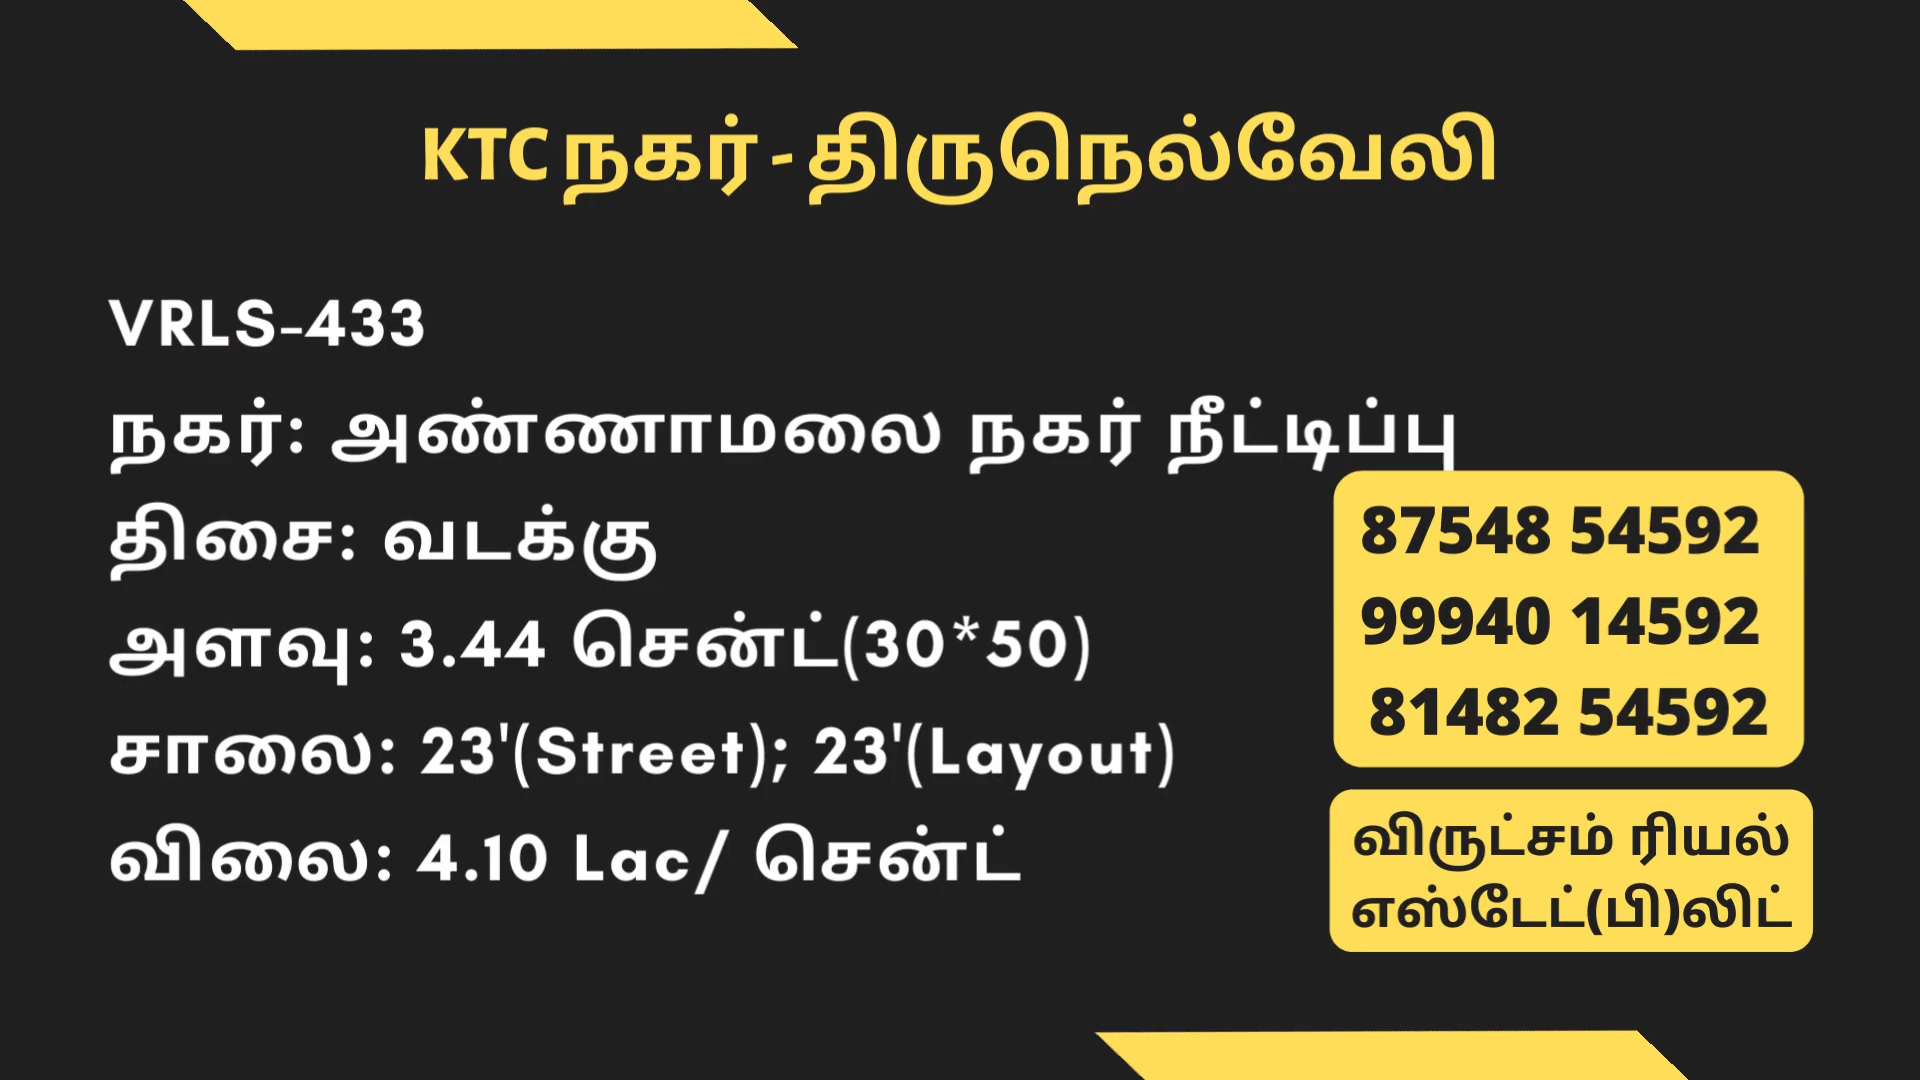 KTC நகர் - திருநெல்வேலி
VRLS-433
நகர்: அண்ணாமலை நகர் நீட்டிப்பு
திசை: வடக்கு
அளவு: 3.44 சென்ட்(30*50)
சாலை: 23'(Street); 23'(Layout)
விலை: 4.10 Lac/ சென்ட்
87548 54592
99940 14592
81482 54592
விருட்சம் ரியல்
எஸ்டேட்(பி)லிட்